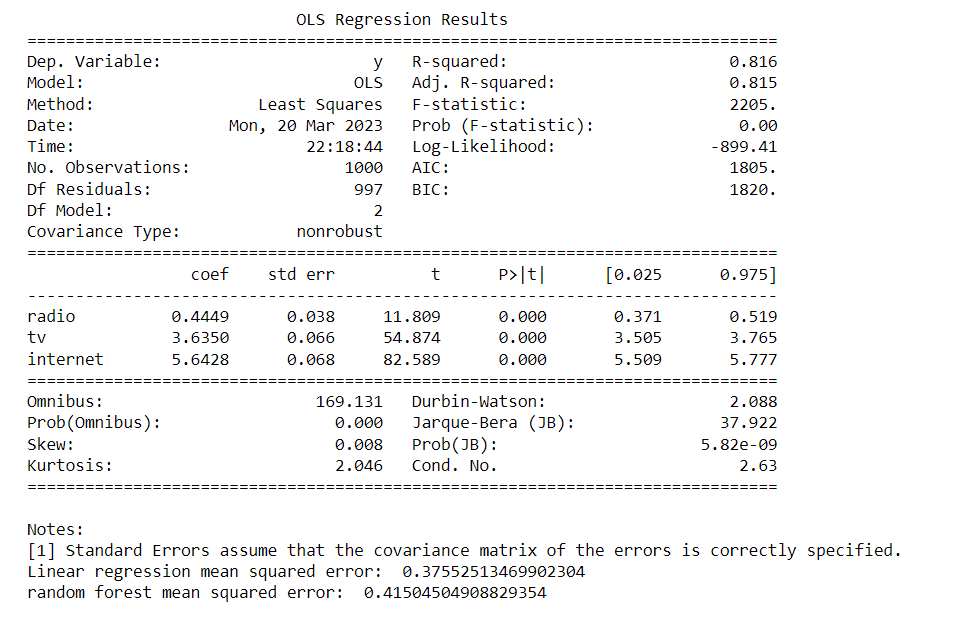 OLS Regression Results
==============================================================================
Dep. Variable: y R-squared: 0.816
Model: OLS Adj. R-squared: 0.815
Method: Least Squares F-statistic: 2205.
Date: Mon, 20 Mar 2023 Prob (F-statistic): 0.00
Time: 22:18:44 Log-Likelihood: -899.41
No. Observations: 1000 AIC: 1805.
Df Residuals: 997 BIC: 1820.
Df Model: 2
Covariance Type: nonrobust
==============================================================================
coef std err t P>|t| [0.025 0.975]
------------------------------------------------------------------------------
radio 0.4449 0.038 11.809 0.000 0.371 0.519
tv 3.6350 0.066 54.874 0.000 3.505 3.765
internet 5.6428 0.068 82.589 0.000 5.509 5.777
==============================================================================
Omnibus: 169.131 Durbin-Watson: 2.088
Prob(Omnibus): 0.000 Jarque-Bera (JB): 37.922
Skew: 0.008 Prob(JB): 5.82e-09
Kurtosis: 2.046 Cond. No. 2.63
==============================================================================
Notes:
[1] Standard Errors assume that the covariance matrix of the errors is correctly specified.
Linear regression mean squared error: 0.37552513469902304
random forest mean squared error: 0.41504504908829354